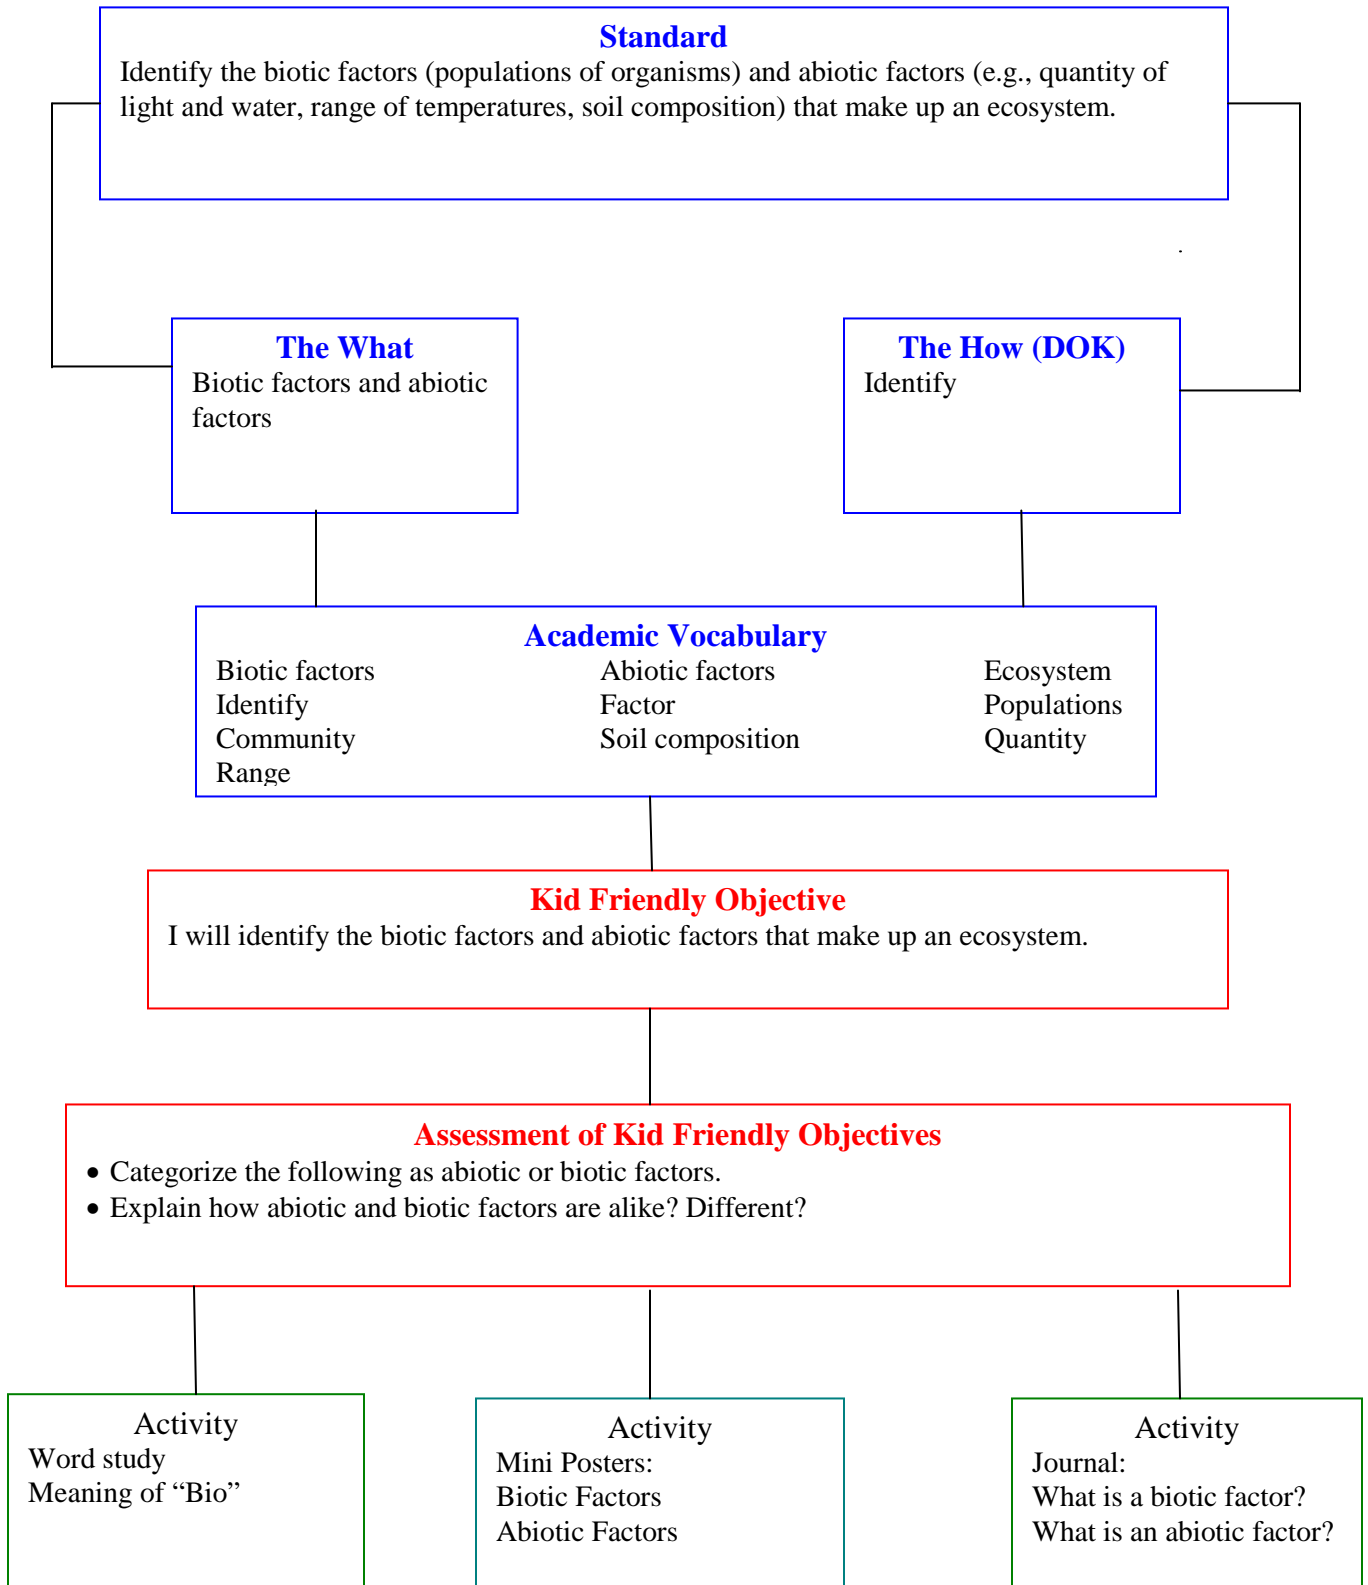 Standard
Identify the biotic factors (populations of organisms) and abiotic factors (e.g., quantity of
light and water, range of temperatures, soil composition) that make up an ecosystem.
.
The What
Biotic factors and abiotic
factors
The How (DOK)
Identify
Academic Vocabulary
Biotic factors Abiotic factors Ecosystem
Identify Factor Populations
Community Soil composition Quantity
Range
Kid Friendly Objective
I will identify the biotic factors and abiotic factors that make up an ecosystem.
Assessment of Kid Friendly Objectives
• Categorize the following as abiotic or biotic factors.
• Explain how abiotic and biotic factors are alike? Different?
Activity
Word study
Meaning of “Bio”
Activity
Mini Posters:
Biotic Factors
Abiotic Factors
Activity
Journal:
What is a biotic factor?
What is an abiotic factor?